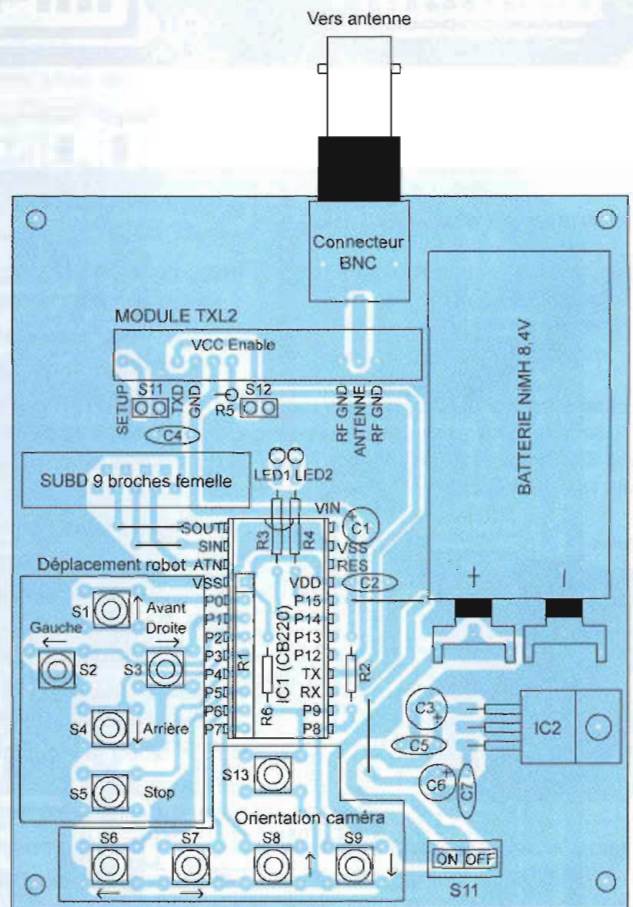 Vers antenne
Connecteur
BNC
MODULE TXL2
VCC Enable
BATTERIE NiMH 8,4V
+ −
SETUP
S11
TXD
GND
R5
S12
RF GND
ANTENNE
RF GND
C4
SUBD 9 broches femelle
LED1 LED2
VIN
C1
SOUT
SIN
ATN
VSS
P0
P1
P2
P3
P4
P5
P6
P7
R3
R4
VSS
RES
VDD
C2
P15
P14
P13
P12
TX
RX
P9
P8
R1
IC1 (CB220)
R6
R2
Déplacement robot
S1
Avant
Gauche
Droite
S2
S3
S4
Arrière
S5
Stop
C3
+
C5
IC2
C6
+
C7
S13
Orientation caméra
S6
S7
S8
S9
ON OFF
S11